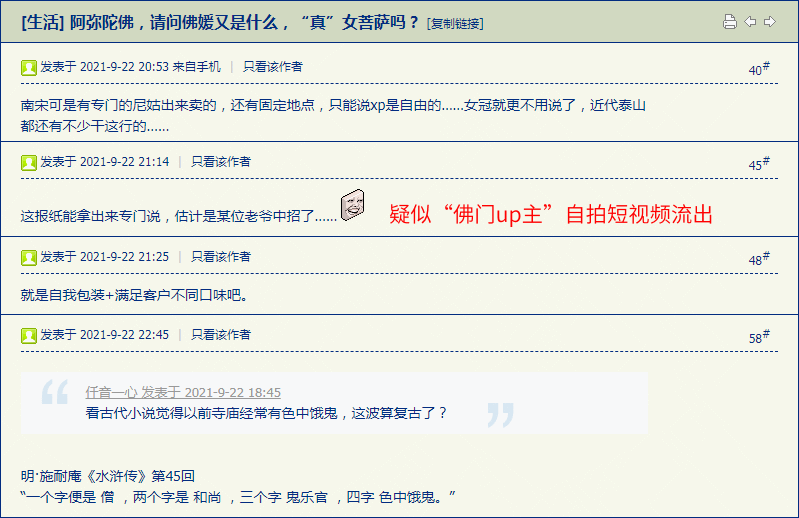 [生活] 阿弥陀佛，请问佛媛又是什么，“真”女菩萨吗？ [复制链接]
发表于 2021-9-22 20:53 来自手机 | 只看该作者 40#
南宋可是有专门的尼姑出来卖的，还有固定地点，只能说xp是自由的......女冠就更不用说了，近代泰山
都还有不少干这行的......
发表于 2021-9-22 21:14 | 只看该作者 45#
这报纸能拿出来专门说，估计是某位老爷中招了......
疑似“佛门up主”自拍短视频流出
发表于 2021-9-22 21:25 | 只看该作者 48#
就是自我包装+满足客户不同口味吧。
发表于 2021-9-22 22:45 | 只看该作者 58#
仟音一心 发表于 2021-9-22 18:45
看古代小说觉得以前寺庙经常有色中饿鬼，这波算复古了？
明·施耐庵《水浒传》第45回
“一个字便是 僧 ，两个字是 和尚 ，三个字 鬼乐官 ，四字 色中饿鬼。”